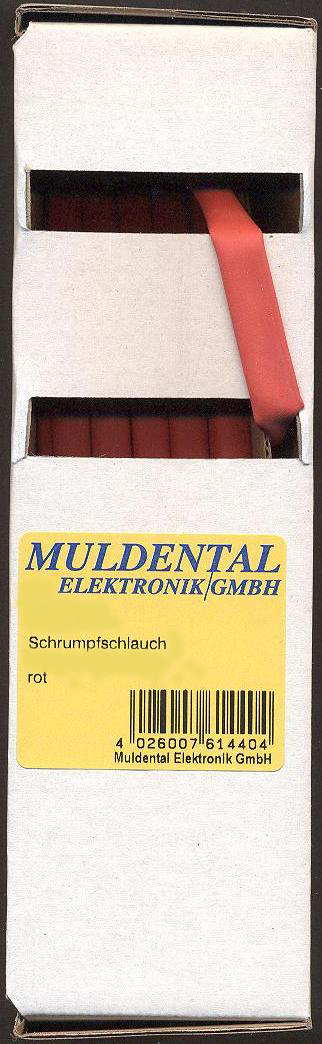 MULDENTAL
ELEKTRONIK/GMBH
Schrumpfschlauch
rot
4 026007 614404
Muldental Elektronik GmbH